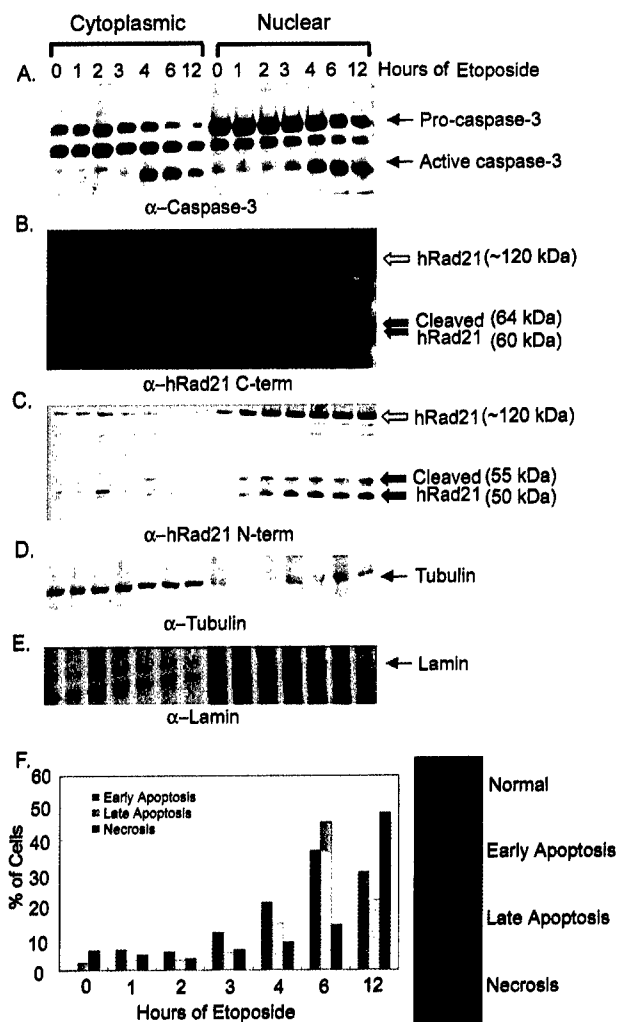 Cytoplasmic Nuclear
A. 0 1 2 3 4 6 12 0 1 2 3 4 6 12 Hours of Etoposide
Pro-caspase-3
Active caspase-3
α–Caspase-3
B.
hRad21 (~120 kDa)
Cleaved (64 kDa)
hRad21 (60 kDa)
α-hRad21 C-term
C.
hRad21 (~120 kDa)
Cleaved (55 kDa)
hRad21 (50 kDa)
α-hRad21 N-term
D.
Tubulin
α–Tubulin
E.
Lamin
α–Lamin
F.
60
50
40
30
20
10
0
% of Cells
Early Apoptosis
Late Apoptosis
Necrosis
0 1 2 3 4 6 12
Hours of Etoposide
Normal
Early Apoptosis
Late Apoptosis
Necrosis